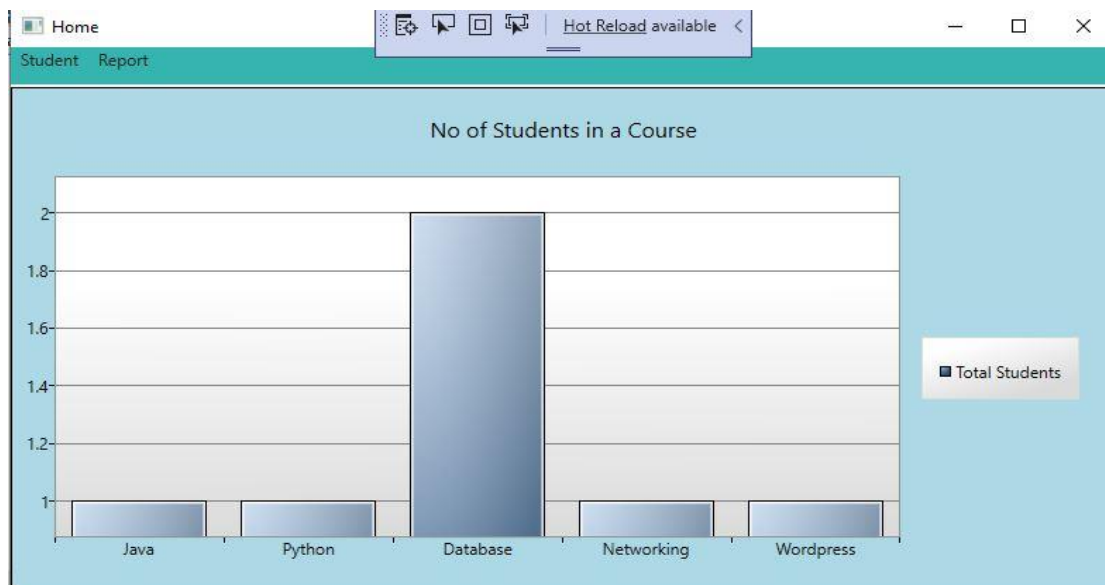 Home
Hot Reload available
Student Report
No of Students in a Course
2
1.8
1.6
1.4
1.2
1
Total Students
Java Python Database Networking Wordpress